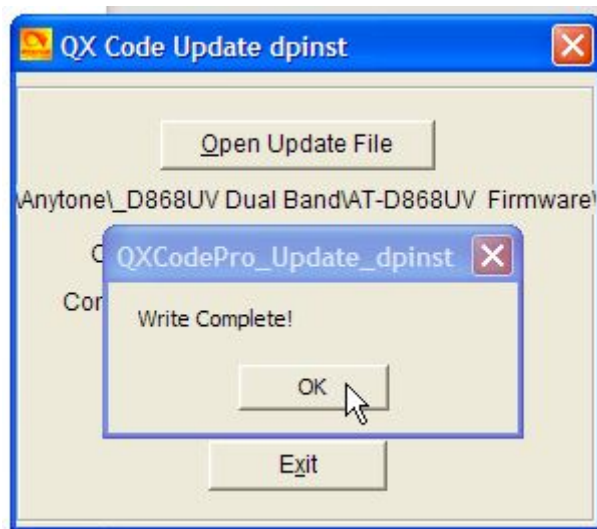 QX Code Update dpinst
Open Update File
\Anytone\_D868UV Dual Band\AT-D868UV Firmware\
QXCodePro_Update_dpinst
Write Complete!
OK
Exit